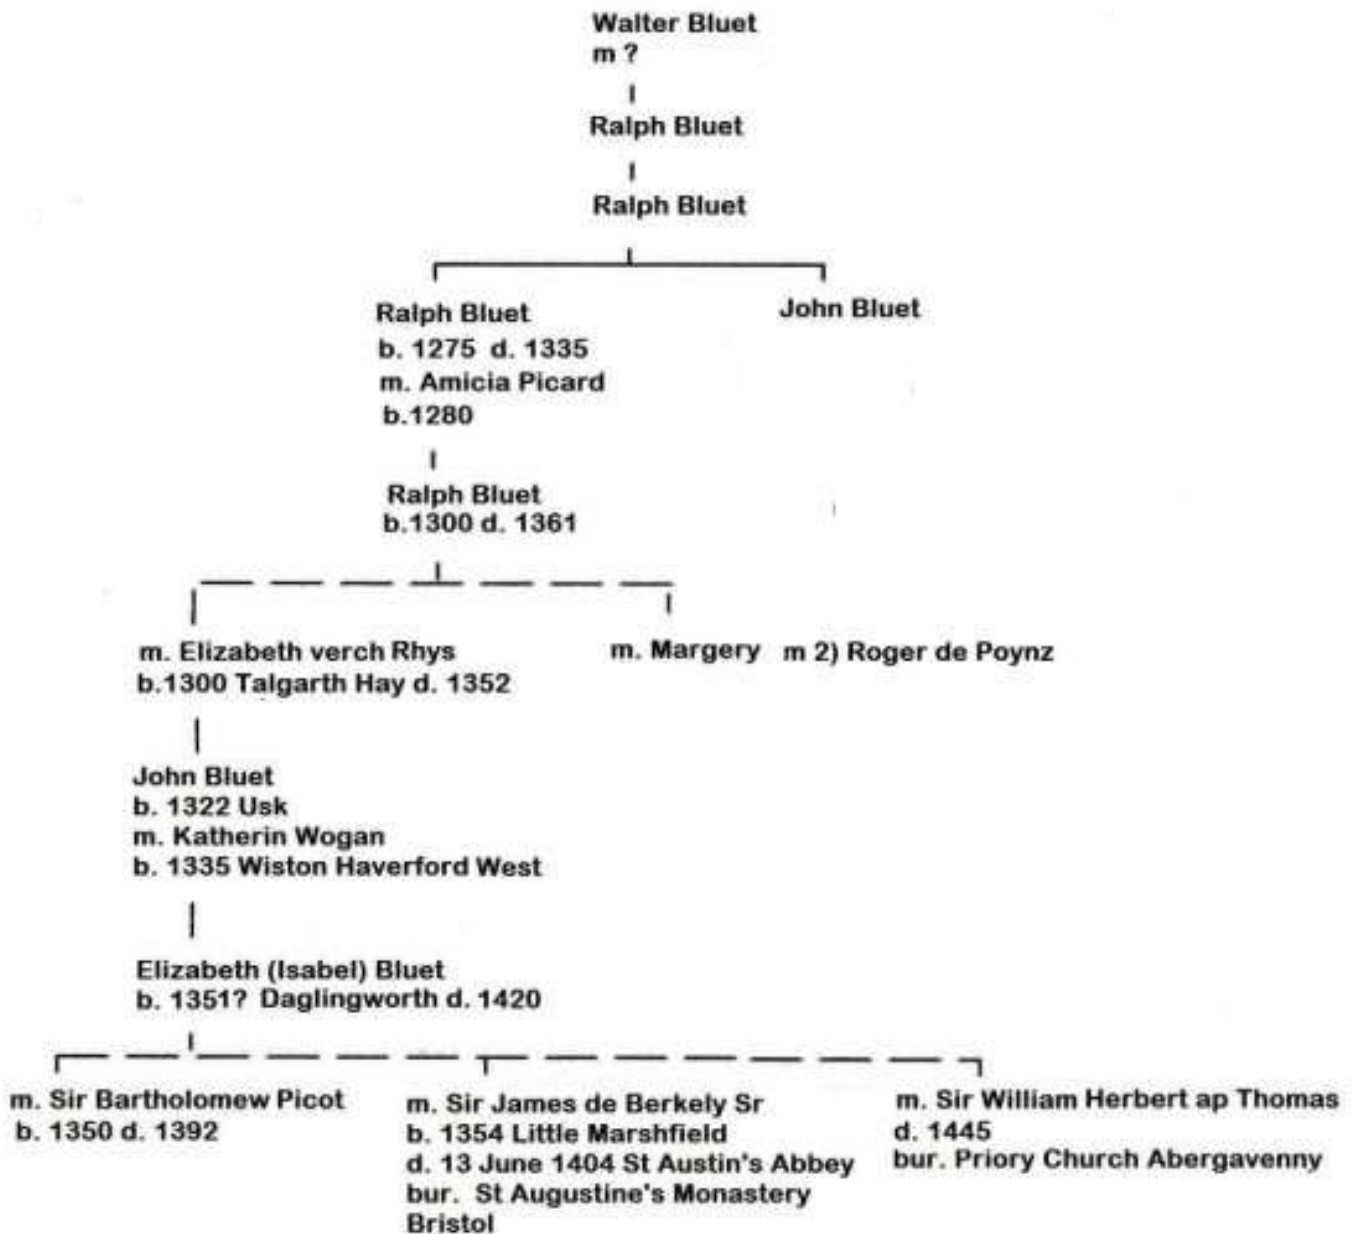 Walter Bluet
m ?
Ralph Bluet
Ralph Bluet
Ralph Bluet
b. 1275 d. 1335
m. Amicia Picard
b.1280
John Bluet
Ralph Bluet
b.1300 d. 1361
m. Elizabeth verch Rhys
b.1300 Talgarth Hay d. 1352
m. Margery m 2) Roger de Poynz
John Bluet
b. 1322 Usk
m. Katherin Wogan
b. 1335 Wiston Haverford West
Elizabeth (Isabel) Bluet
b. 1351? Daglingworth d. 1420
m. Sir Bartholomew Picot
b. 1350 d. 1392
m. Sir James de Berkely Sr
b. 1354 Little Marshfield
d. 13 June 1404 St Austin's Abbey
bur. St Augustine's Monastery
Bristol
m. Sir William Herbert ap Thomas
d. 1445
bur. Priory Church Abergavenny